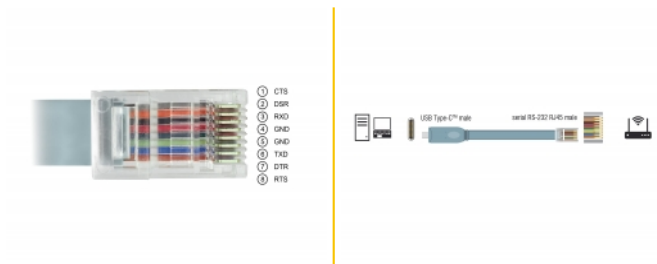 1 CTS
2 DSR
3 RXD
4 GND
5 GND
6 TXD
7 DTR
8 RTS
USB Type-C™ male
serial RS-232 RJ45 male